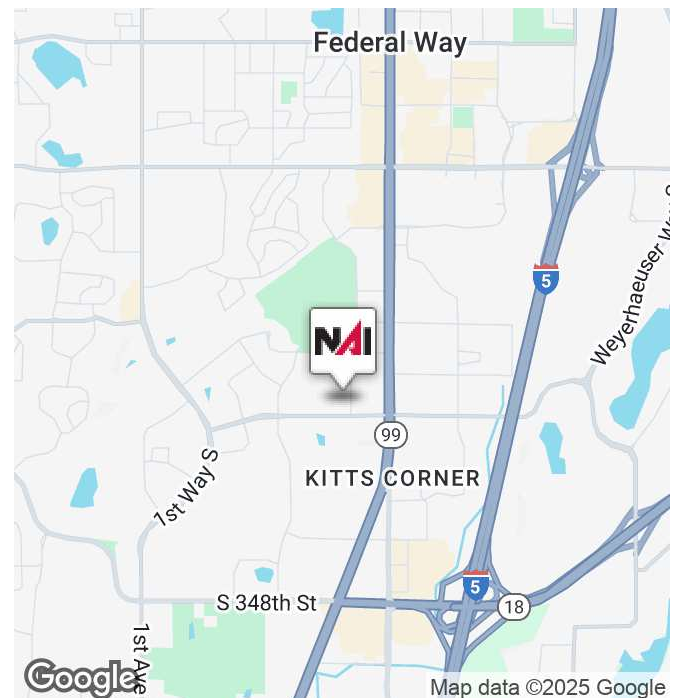 Federal Way
5
Weyerhaeuser Way S
NAI
99
KITTS CORNER
1st Way S
5
S 348th St
18
1st Ave
Google
Map data ©2025 Google